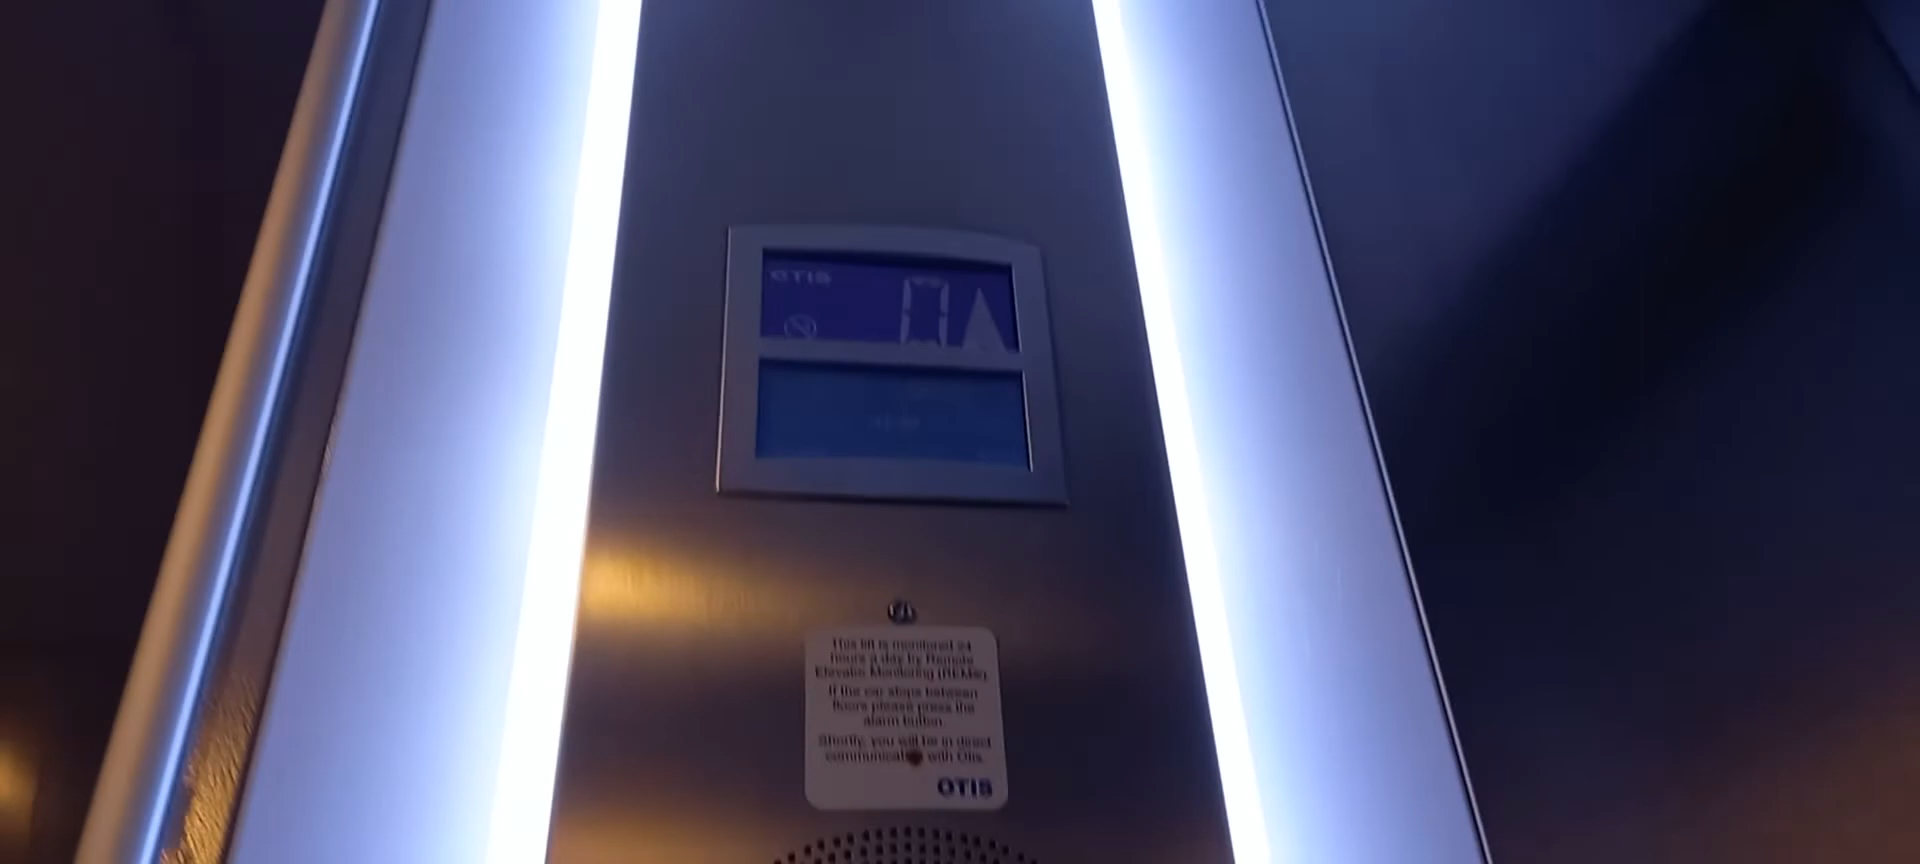 OTIS
0
This lift is monitored 24
hours a day by Remote
Elevator Monitoring (REM®)
If the car stops between
floors please press the
alarm button.
Shortly, you will be in direct
with Otis
OTIS